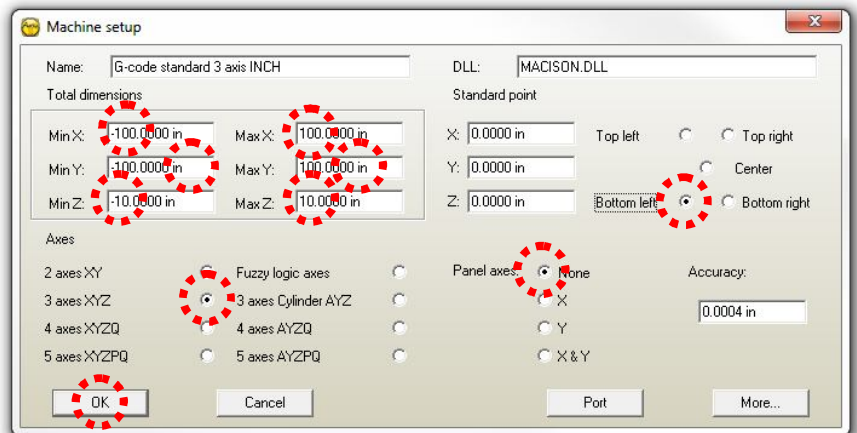 Machine setup
Name: G-code standard 3 axis INCH DLL: MACISON.DLL
Total dimensions Standard point
Min X: -100.0000 in Max X: 100.0000 in X: 0.0000 in Top left Top right
Min Y: -100.0000 in Max Y: 100.0000 in Y: 0.0000 in Center
Min Z: -10.0000 in Max Z: 10.0000 in Z: 0.0000 in Bottom left Bottom right
Axes
2 axes XY Fuzzy logic axes Panel axes: None Accuracy:
3 axes XYZ 3 axes Cylinder AYZ X 0.0004 in
4 axes XYZQ 4 axes AYZQ Y
5 axes XYZPQ 5 axes AYZPQ X & Y
OK Cancel Port More...